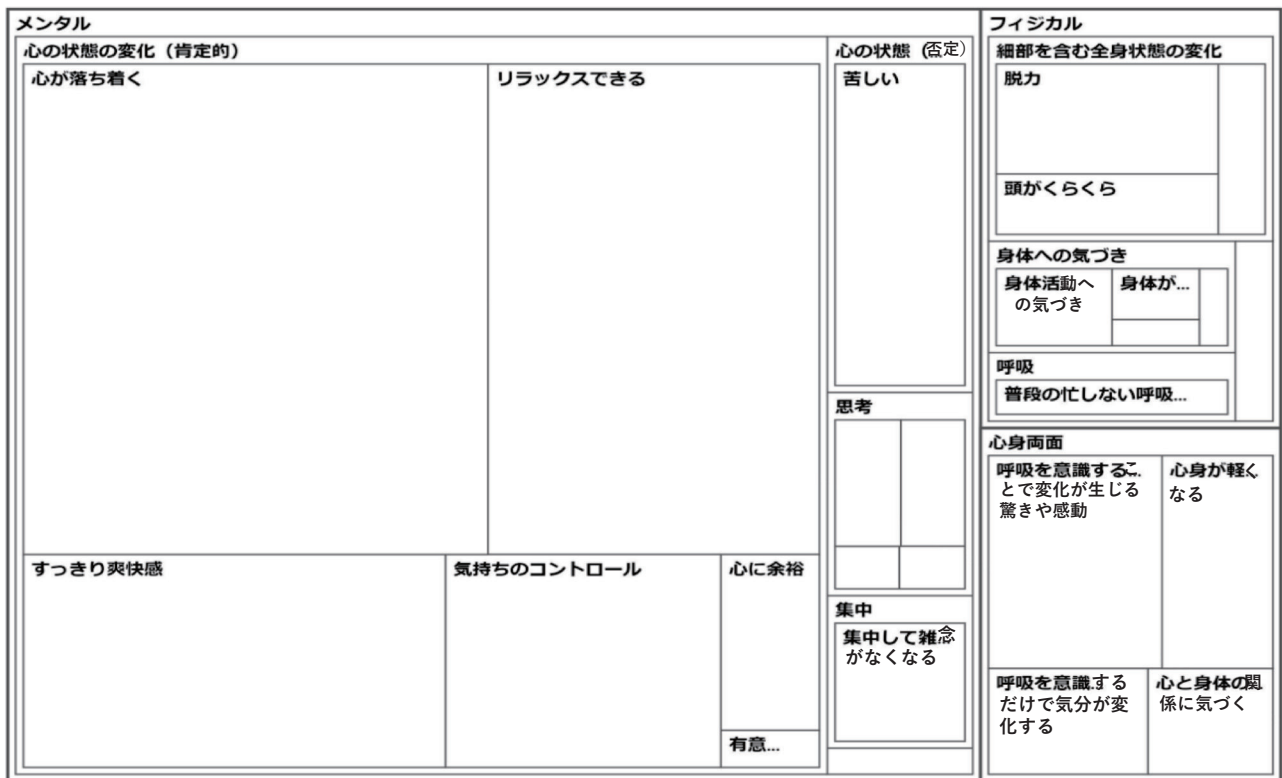 メンタル
心の状態の変化（肯定的）
心が落ち着く
リラックスできる
すっきり爽快感
気持ちのコントロール
心に余裕
有意...
心の状態（否定）
苦しい
思考
集中
集中して雑念
がなくなる
フィジカル
細部を含む全身状態の変化
脱力
頭がくらくら
身体への気づき
身体活動へ
の気づき
身体が...
呼吸
普段の忙しない呼吸...
心身両面
呼吸を意識するこ
とで変化が生じる
驚きや感動
心身が軽く
なる
呼吸を意識する
だけで気分が変
化する
心と身体の関
係に気づく